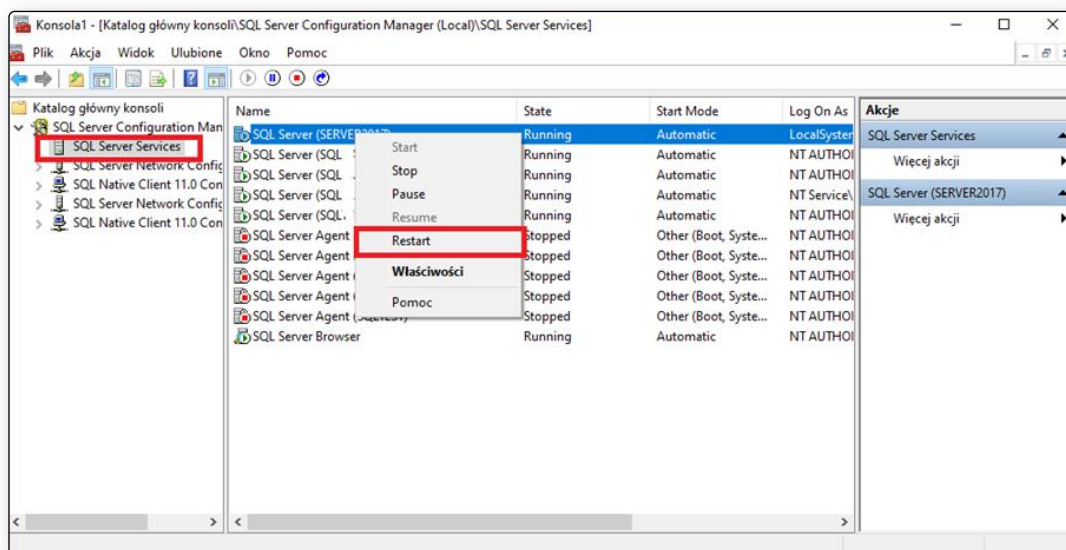 Konsola1 - [Katalog główny konsoli\SQL Server Configuration Manager (Local)\SQL Server Services]
Plik Akcja Widok Ulubione Okno Pomoc
Katalog główny konsoli
SQL Server Configuration Man
SQL Server Services
SQL Server Network Config
SQL Native Client 11.0 Con
SQL Server Network Config
SQL Native Client 11.0 Con
Name State Start Mode Log On As
SQL Server (SERVER2017) Running Automatic LocalSyster
SQL Server (SQL Running Automatic NT AUTHOI
SQL Server (SQL Running Automatic NT AUTHOI
SQL Server (SQL Running Automatic NT Service\
SQL Server (SQL Running Automatic NT AUTHOI
SQL Server Agent Stopped Other (Boot, Syste... NT AUTHOI
SQL Server Agent Stopped Other (Boot, Syste... NT AUTHOI
SQL Server Agent Stopped Other (Boot, Syste... NT AUTHOI
SQL Server Agent ( Stopped Other (Boot, Syste... NT AUTHOI
SQL Server Agent Stopped Other (Boot, Syste... NT AUTHOI
SQL Server Browser Running Automatic NT AUTHOI
Start
Stop
Pause
Resume
Restart
Właściwości
Pomoc
Akcje
SQL Server Services
Więcej akcji
SQL Server (SERVER2017)
Więcej akcji